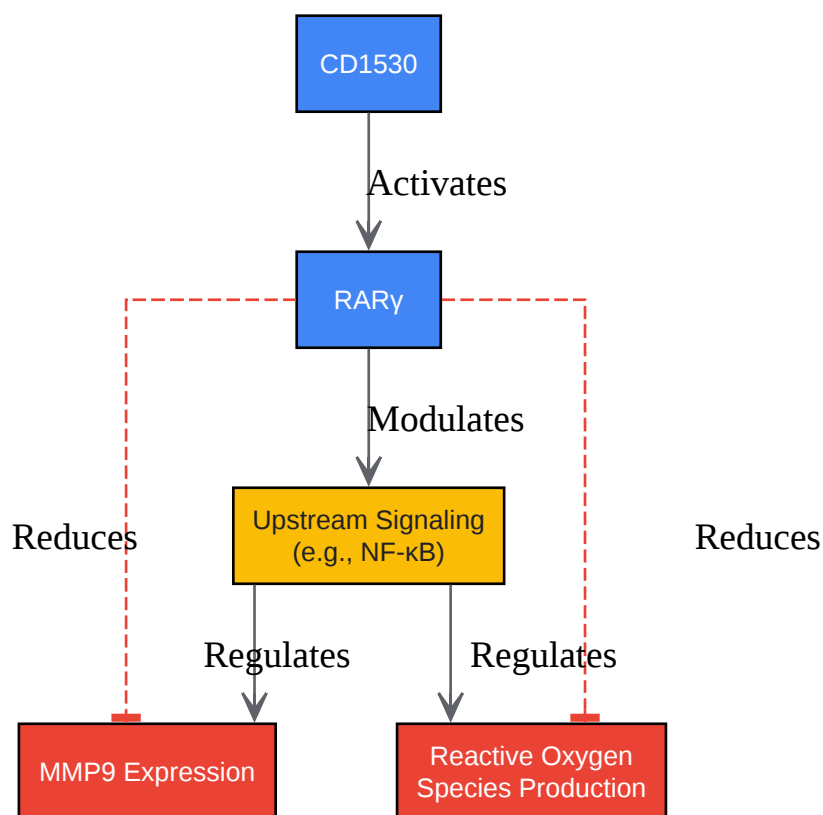 CD1530
Activates
RARγ
Modulates
Upstream Signaling
(e.g., NF-κB)
Reduces
Reduces
Regulates
Regulates
MMP9 Expression
Reactive Oxygen
Species Production